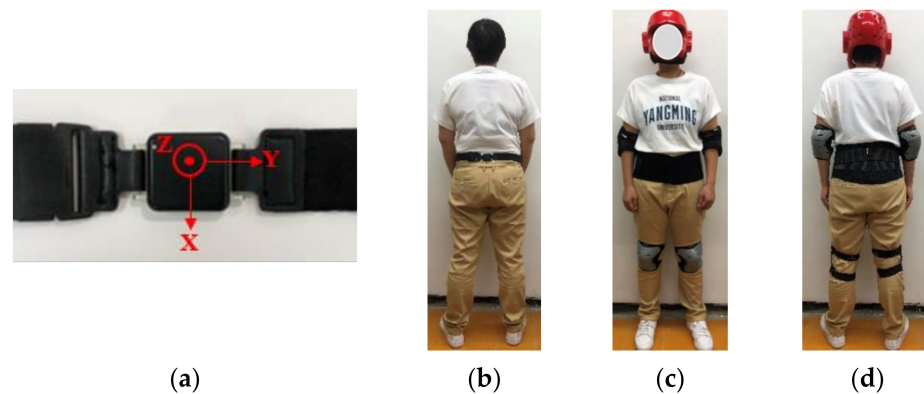 Z
Y
X
NATIONAL
YANGMING
UNIVERSITY
(a) (b) (c) (d)